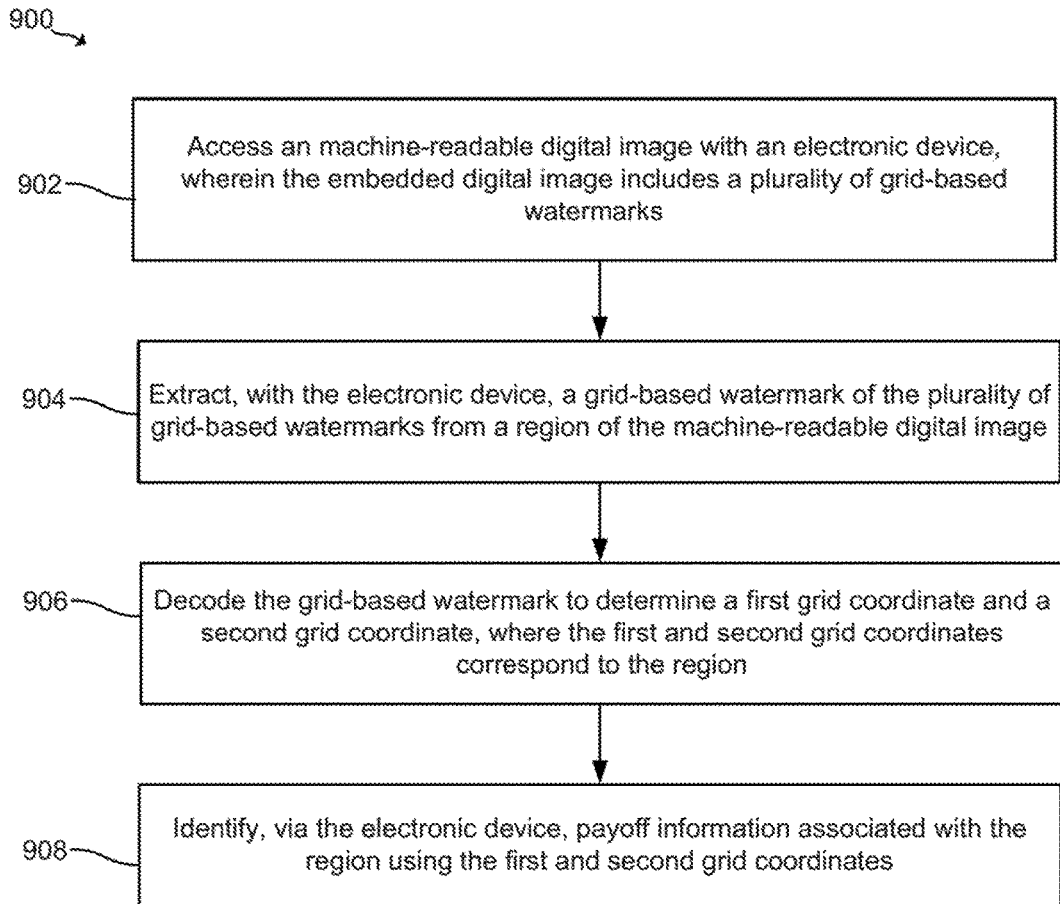 900
Access an machine-readable digital image with an electronic device,
902
wherein the embedded digital image includes a plurality of grid-based
watermarks
904
Extract, with the electronic device, a grid-based watermark of the plurality of
grid-based watermarks from a region of the machine-readable digital image
906
Decode the grid-based watermark to determine a first grid coordinate and a
second grid coordinate, where the first and second grid coordinates
correspond to the region
908
Identify, via the electronic device, payoff information associated with the
region using the first and second grid coordinates